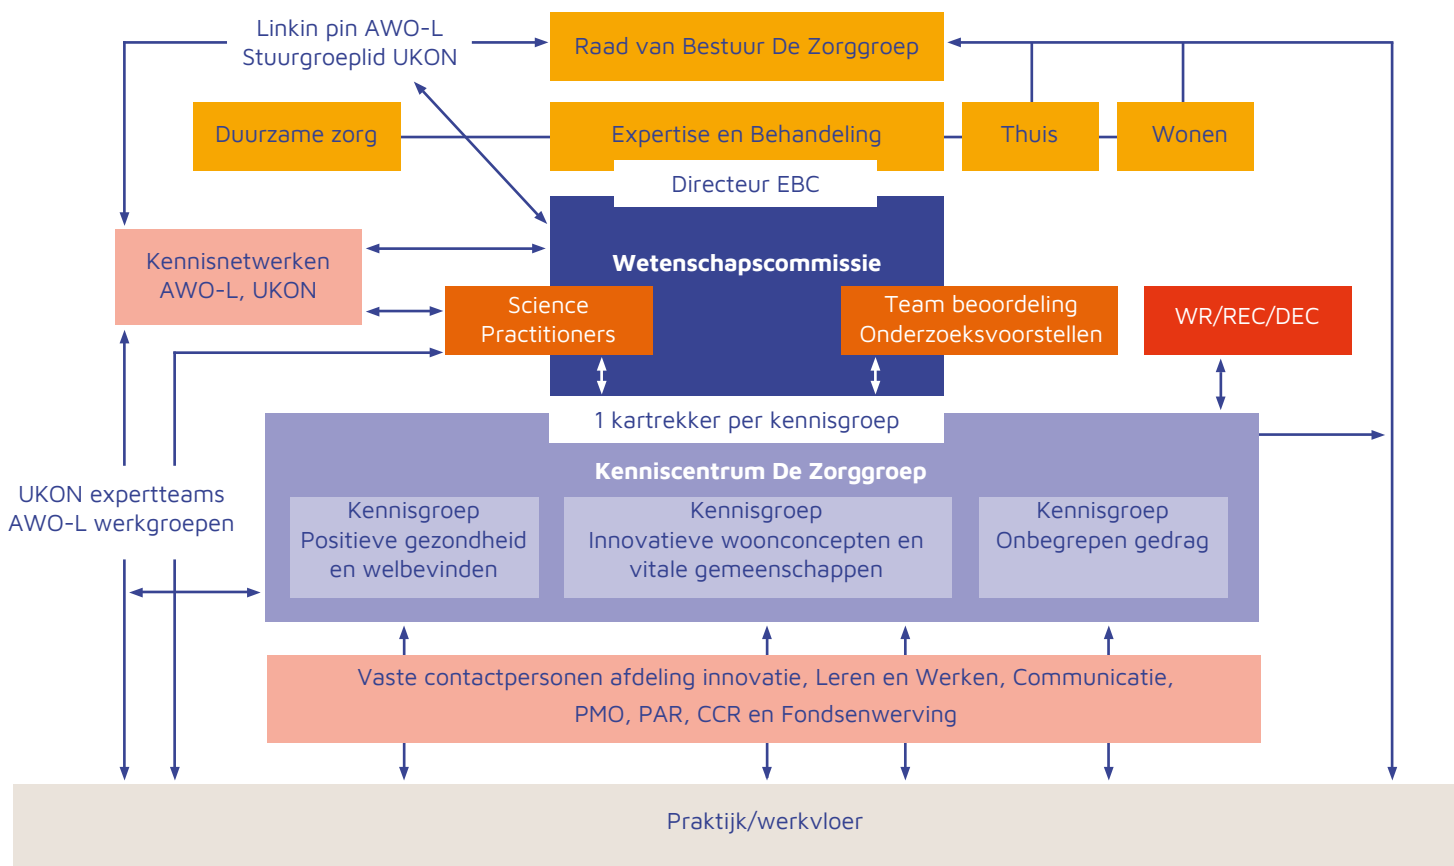 Linkin pin AWO-L
Stuurgroeplid UKON
Raad van Bestuur De Zorggroep
Duurzame zorg
Expertise en Behandeling
Thuis
Wonen
Directeur EBC
Wetenschapscommissie
Kennisnetwerken
AWO-L, UKON
Science
Practitioners
Team beoordeling
Onderzoeksvoorstellen
WR/REC/DEC
1 kartrekker per kennisgroep
Kenniscentrum De Zorggroep
UKON expertteams
AWO-L werkgroepen
Kennisgroep
Positieve gezondheid
en welbevinden
Kennisgroep
Innovatieve woonconcepten en
vitale gemeenschappen
Kennisgroep
Onbegrepen gedrag
Vaste contactpersonen afdeling innovatie, Leren en Werken, Communicatie,
PMO, PAR, CCR en Fondsenwerving
Praktijk/werkvloer